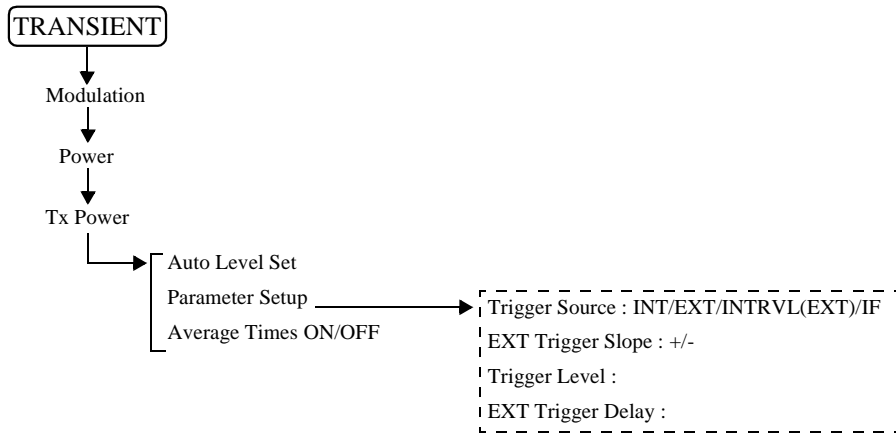 TRANSIENT
Modulation
Power
Tx Power
Auto Level Set
Parameter Setup
Average Times ON/OFF
Trigger Source : INT/EXT/INTRVL(EXT)/IF
EXT Trigger Slope : +/-
Trigger Level :
EXT Trigger Delay :